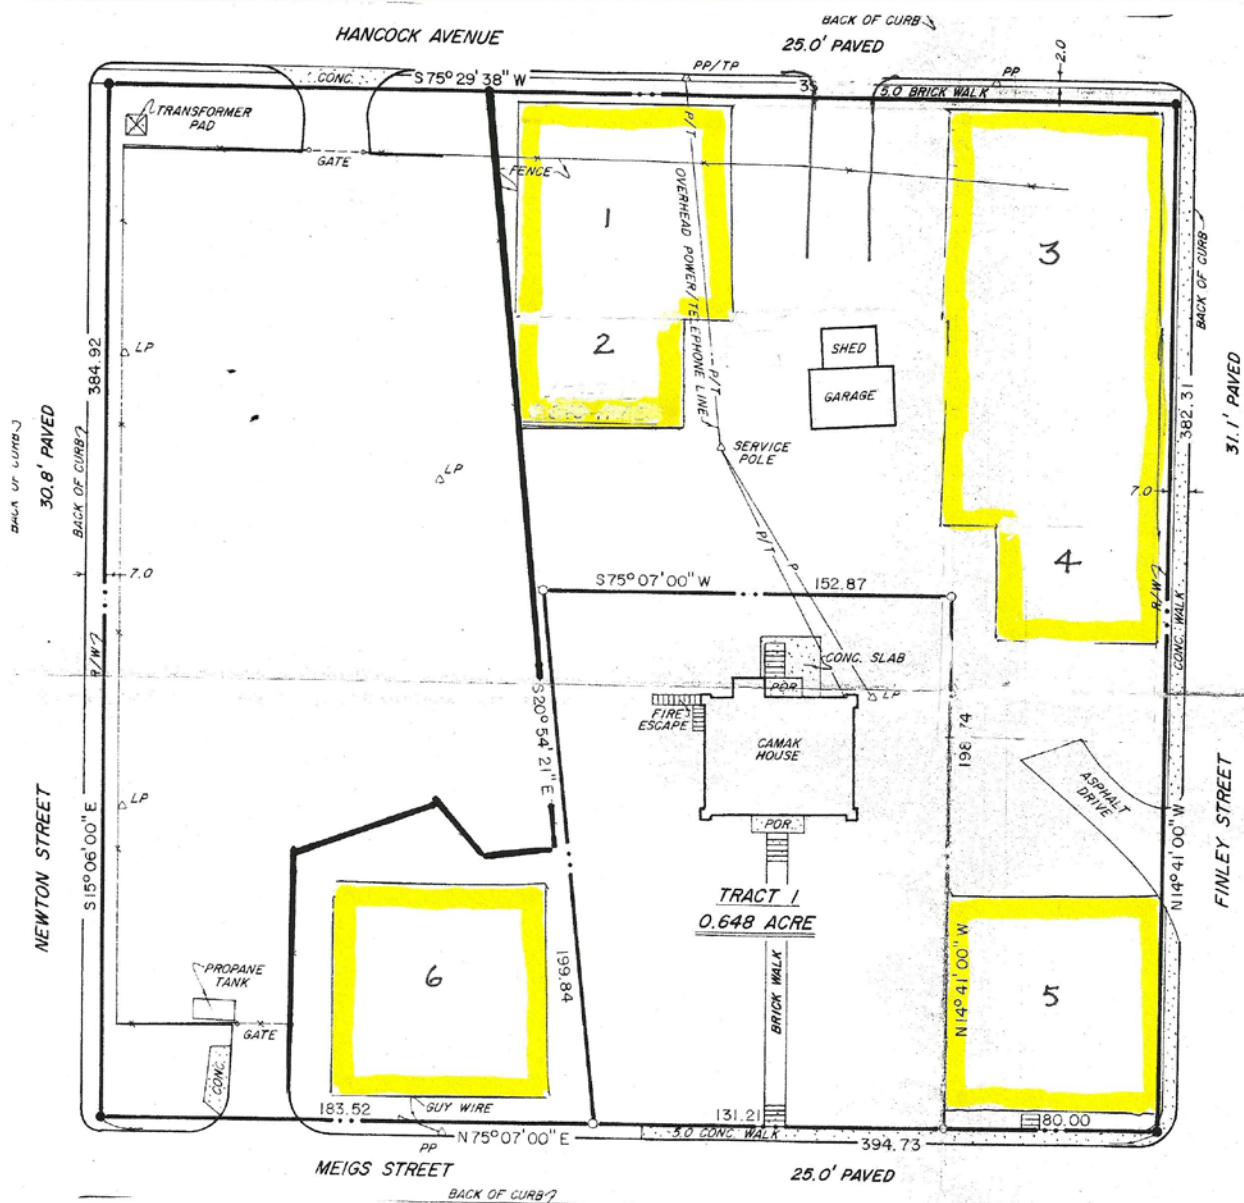 BACK OF CURB
HANCOCK AVENUE
25.0' PAVED
2.0
PP/TP
PP
CONC.
S75° 29' 38" W
35
5.0 BRICK WALK
TRANSFORMER
PAD
P/T
GATE
FENCE
OVERHEAD POWER/TELEPHONE LINE
1
3
BACK OF CURB
LP
384.92
2
P/T
SHED
GARAGE
382.31
31.1' PAVED
BACK OF CURB
30.8' PAVED
BACK OF CURB
SERVICE
POLE
LP
7.0
P/T
P
4
7.0
S75° 07' 00" W
152.87
R/W
R/W
CONC. WALK
CONC. SLAB
POR.
LP
FIRE
ESCAPE
S20° 54' 21" E
CAMAK
HOUSE
198.74
ASPHALT
DRIVE
LP
POR.
NEWTON STREET
S15° 06' 00" E
N14° 41' 00" W
FINLEY STREET
TRACT 1
0.648 ACRE
6
199.84
N14° 41' 00" W
5
PROPANE
TANK
BRICK WALK
GATE
CONC.
183.52
GUY WIRE
131.21
80.00
PP
N75° 07' 00" E
5.0 CONC. WALK
394.73
MEIGS STREET
25.0' PAVED
BACK OF CURB